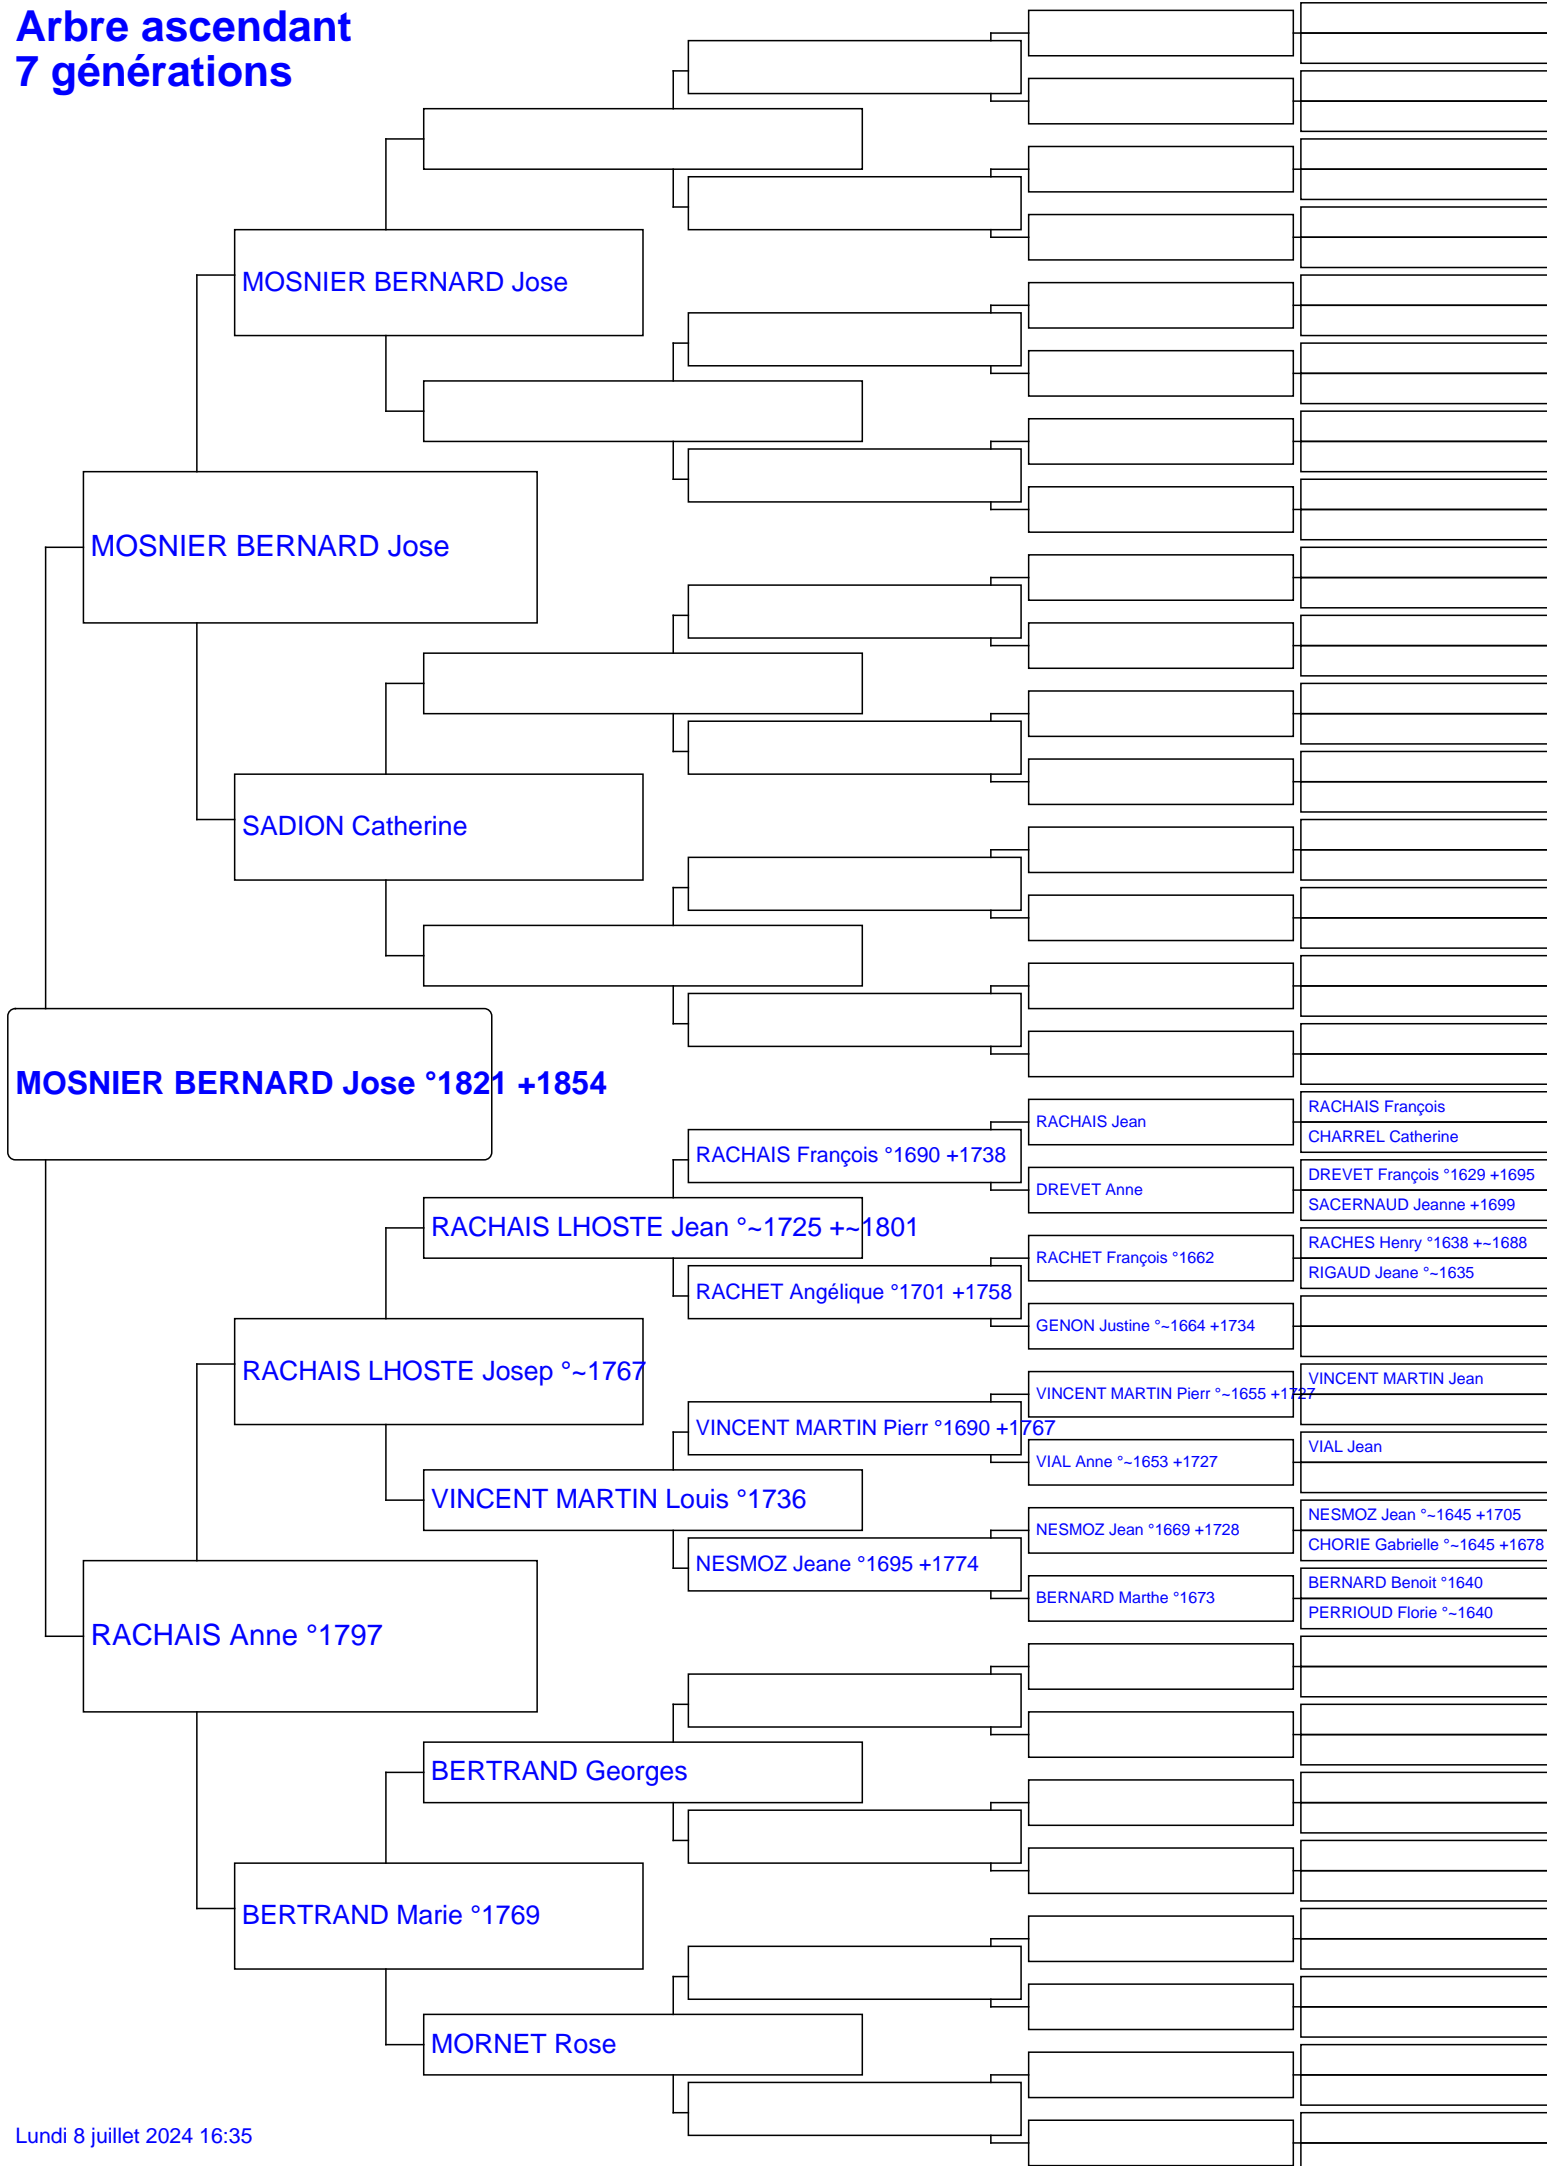 Arbre ascendant
7 générations
MOSNIER BERNARD Jose
MOSNIER BERNARD Jose
SADION Catherine
MOSNIER BERNARD Jose °1821 +1854
RACHAIS François
RACHAIS Jean
CHARREL Catherine
RACHAIS François °1690 +1738
DREVET François °1629 +1695
DREVET Anne
SACERNAUD Jeanne +1699
RACHAIS LHOSTE Jean °~1725 +~1801
RACHES Henry °1638 +~1688
RACHET François °1662
RIGAUD Jeane °~1635
RACHET Angélique °1701 +1758
GENON Justine °~1664 +1734
RACHAIS LHOSTE Josep °~1767
VINCENT MARTIN Jean
VINCENT MARTIN Pierr °~1655 +1727
VINCENT MARTIN Pierr °1690 +1767
VIAL Jean
VIAL Anne °~1653 +1727
VINCENT MARTIN Louis °1736
NESMOZ Jean °~1645 +1705
NESMOZ Jean °1669 +1728
CHORIE Gabrielle °~1645 +1678
NESMOZ Jeane °1695 +1774
BERNARD Benoit °1640
BERNARD Marthe °1673
PERRIOUD Florie °~1640
RACHAIS Anne °1797
BERTRAND Georges
BERTRAND Marie °1769
MORNET Rose
Lundi 8 juillet 2024 16:35